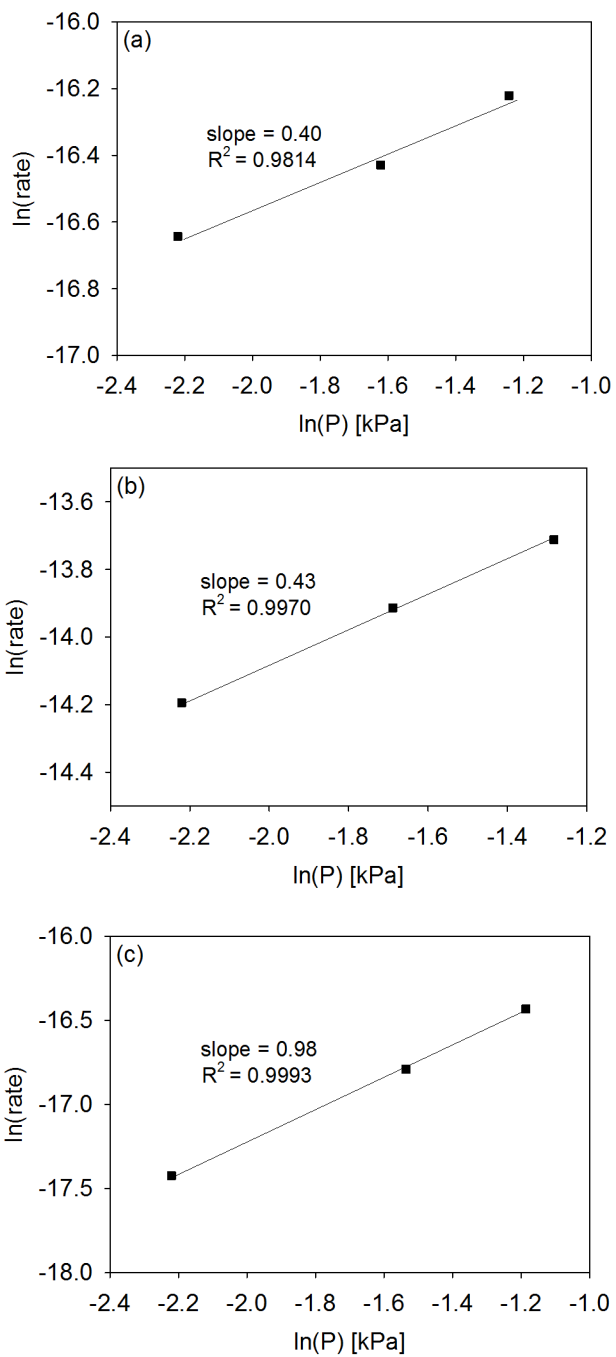 (a)
-16.0
-16.2
-16.4
-16.6
-16.8
-17.0
ln(rate)
slope = 0.40
R² = 0.9814
-2.4 -2.2 -2.0 -1.8 -1.6 -1.4 -1.2 -1.0
ln(P) [kPa]
(b)
-13.6
-13.8
-14.0
-14.2
-14.4
ln(rate)
slope = 0.43
R² = 0.9970
-2.4 -2.2 -2.0 -1.8 -1.6 -1.4 -1.2
ln(P) [kPa]
(c)
-16.0
-16.5
-17.0
-17.5
-18.0
ln(rate)
slope = 0.98
R² = 0.9993
-2.4 -2.2 -2.0 -1.8 -1.6 -1.4 -1.2 -1.0
ln(P) [kPa]